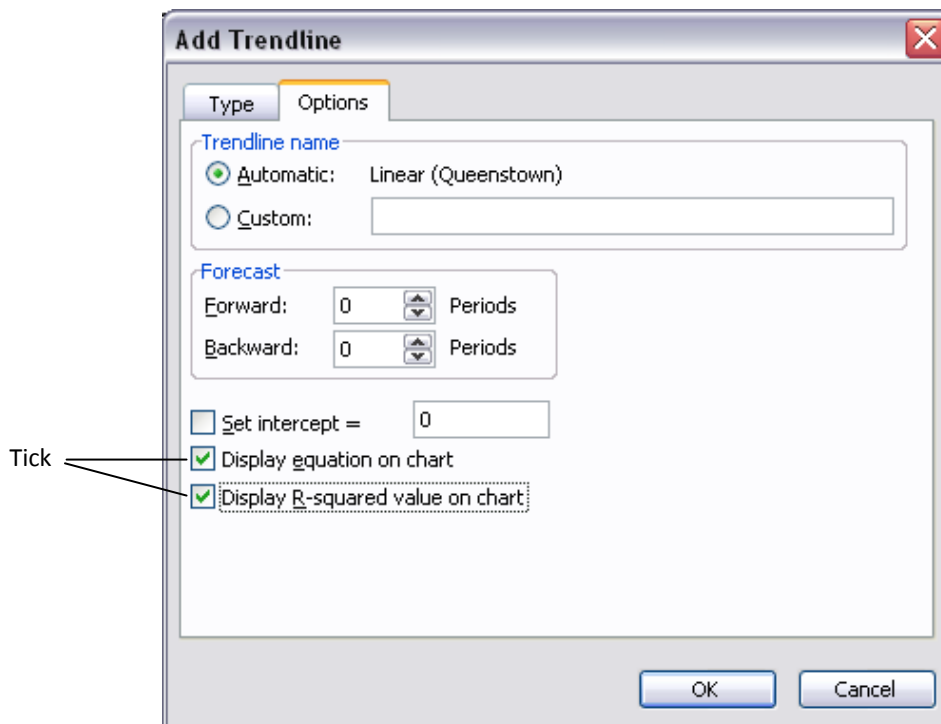 Add Trendline
Type Options
Trendline name
Automatic: Linear (Queenstown)
Custom:
Forecast
Forward: 0 Periods
Backward: 0 Periods
Set intercept = 0
Tick
Display equation on chart
Display R-squared value on chart
OK Cancel